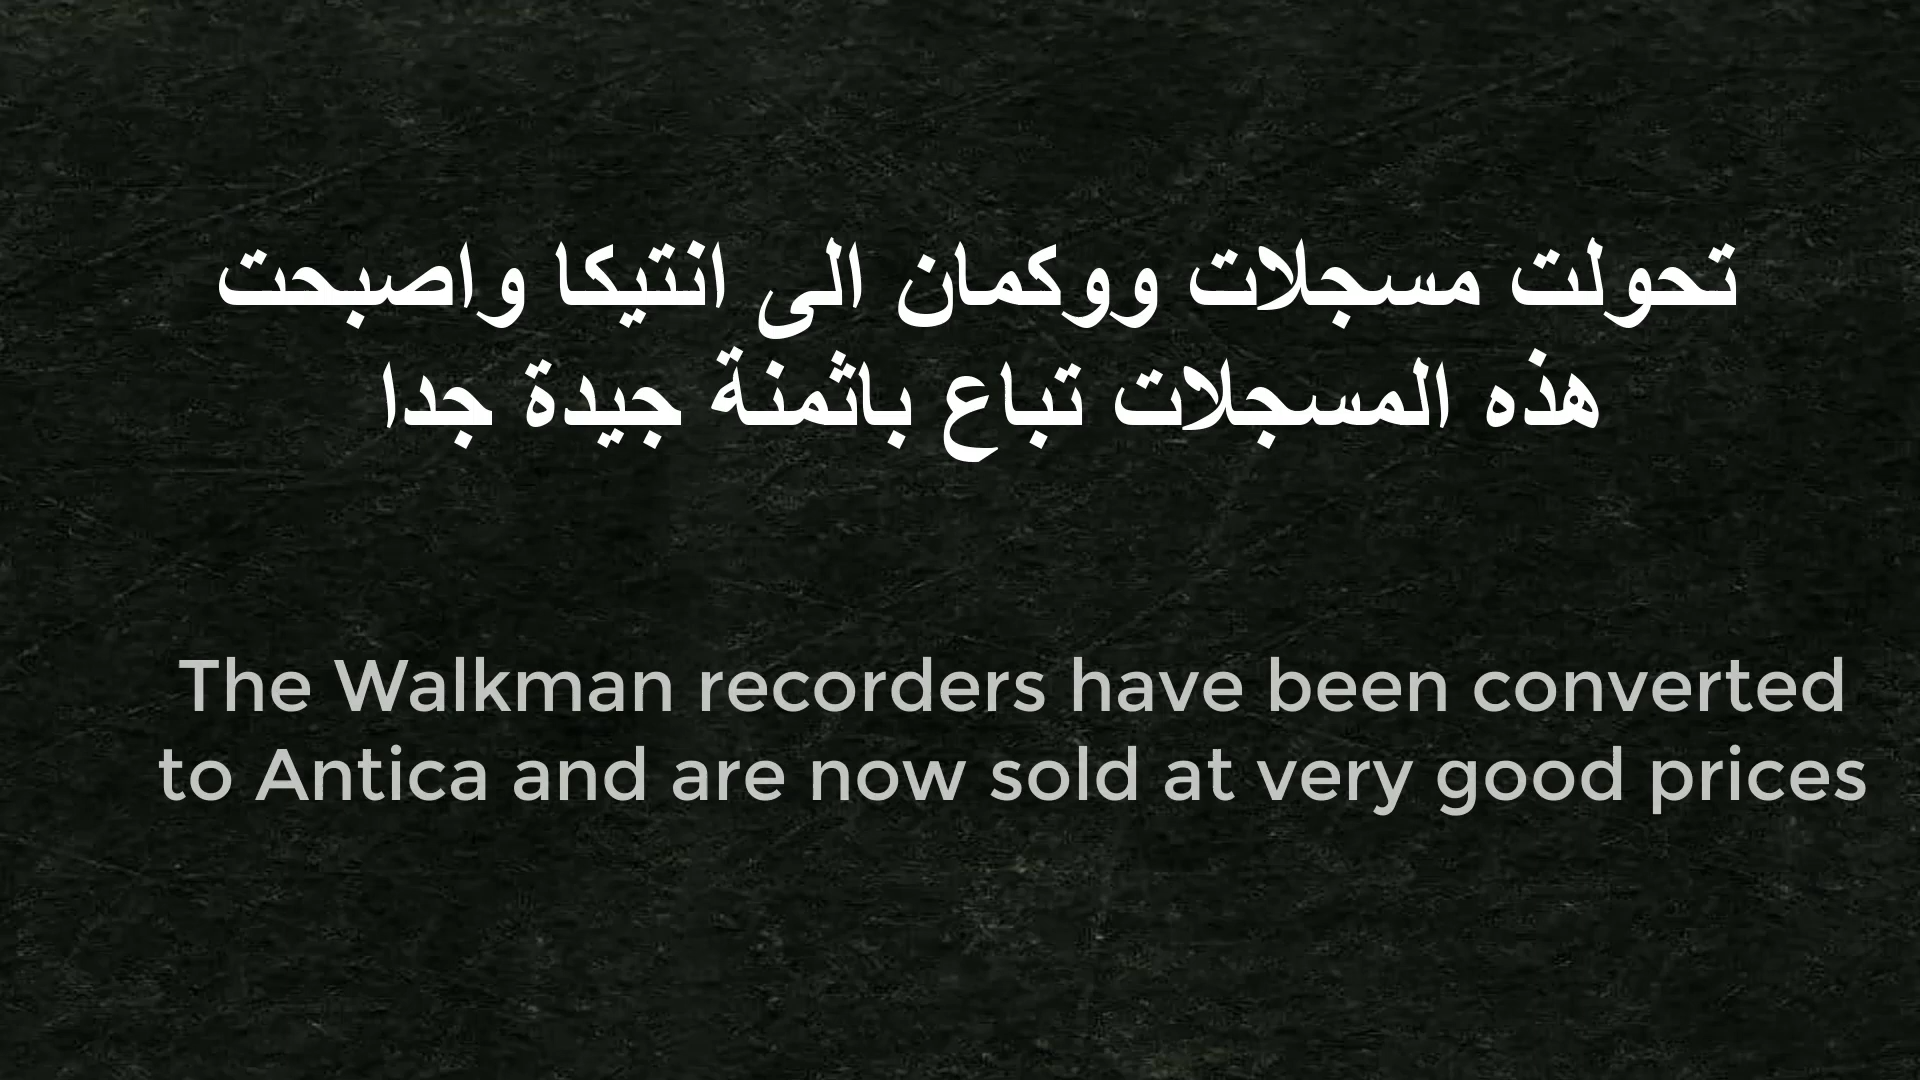 تحولت مسجلات ووكمان الى انتيكا واصبحت
هذه المسجلات تباع باثمنة جيدة جدا
The Walkman recorders have been converted
to Antica and are now sold at very good prices